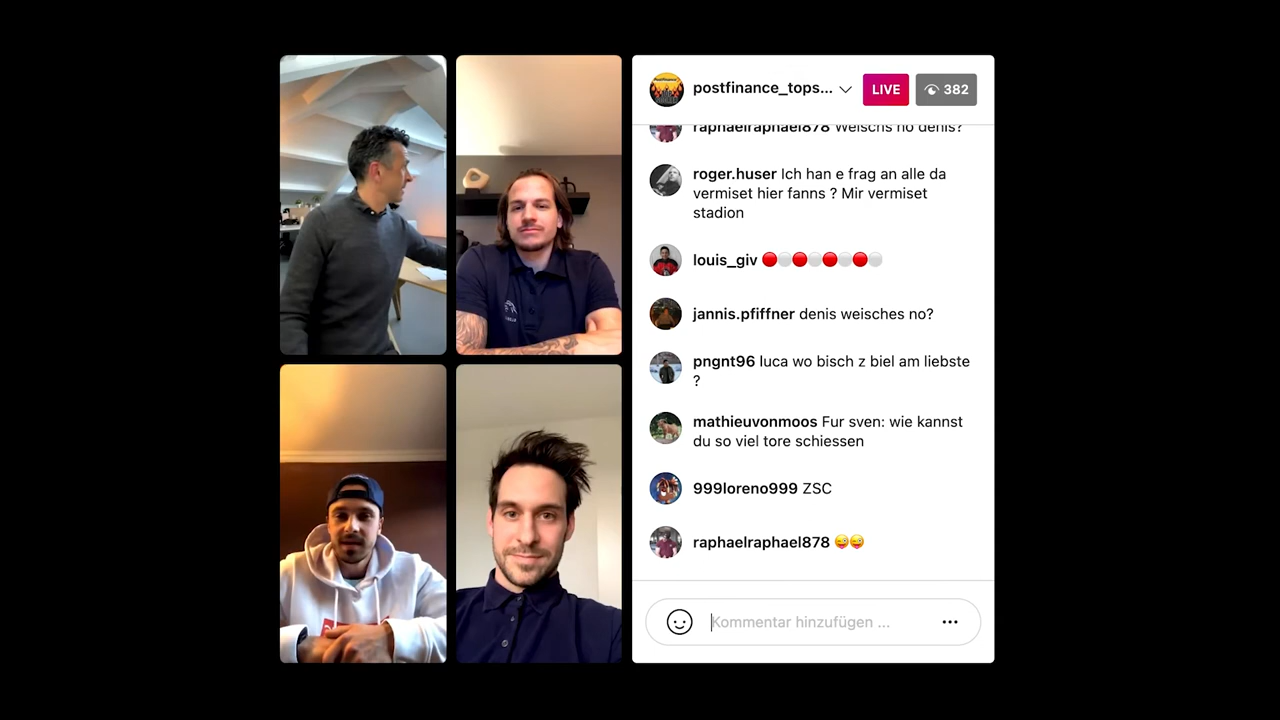 postfinance_tops...
LIVE
382
raphaelraphael878 Weischs no denis?
roger.huser Ich han e frag an alle da
vermiset hier fanns ? Mir vermiset
stadion
louis_giv
jannis.pfiffner denis weisches no?
pngnt96 luca wo bisch z biel am liebste
?
mathieuvonmoos Fur sven: wie kannst
du so viel tore schiessen
999loreno999 ZSC
raphaelraphael878
Kommentar hinzufügen ...